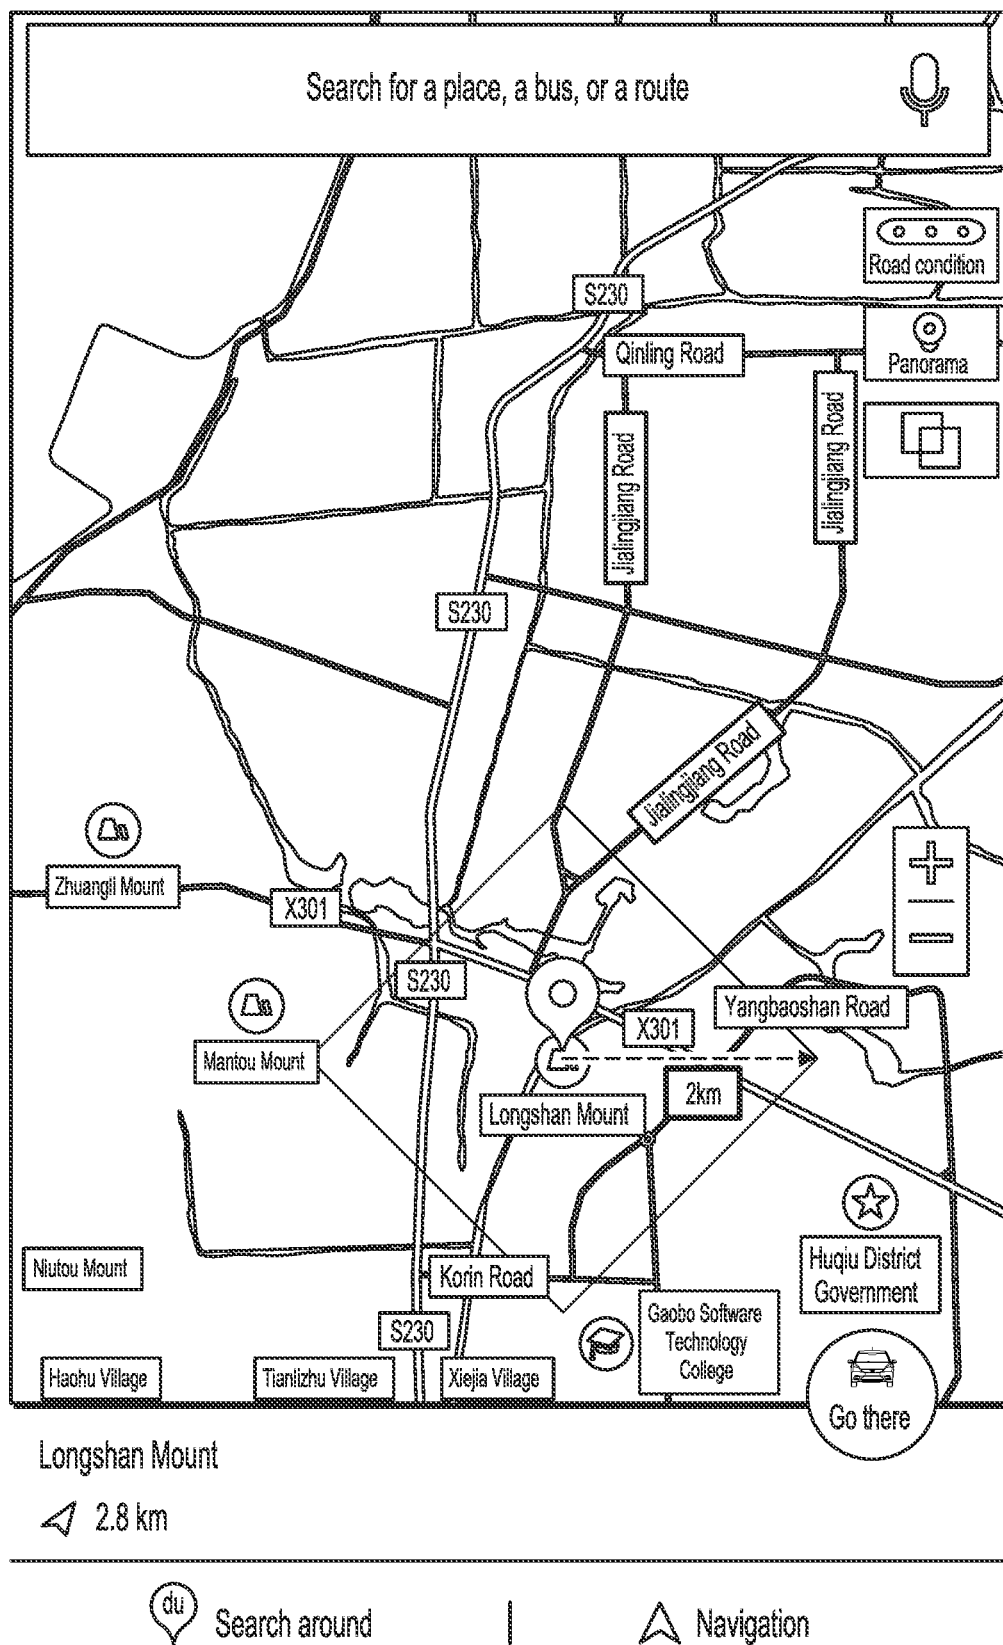 Search for a place, a bus, or a route
Road condition
S230
Qinling Road
Panorama
Jialingjiang Road
Jialingjiang Road
S230
Jialingjiang Road
Zhuangli Mount
X301
S230
Yangbaoshan Road
X301
Mantou Mount
2km
Longshan Mount
Niutou Mount
Korin Road
Huqiu District
Government
S230
Gaobo Software
Technology
College
Haohu Village
Tianlizhu Village
Xiejia Village
Go there
Longshan Mount
2.8 km
du
Search around
Navigation